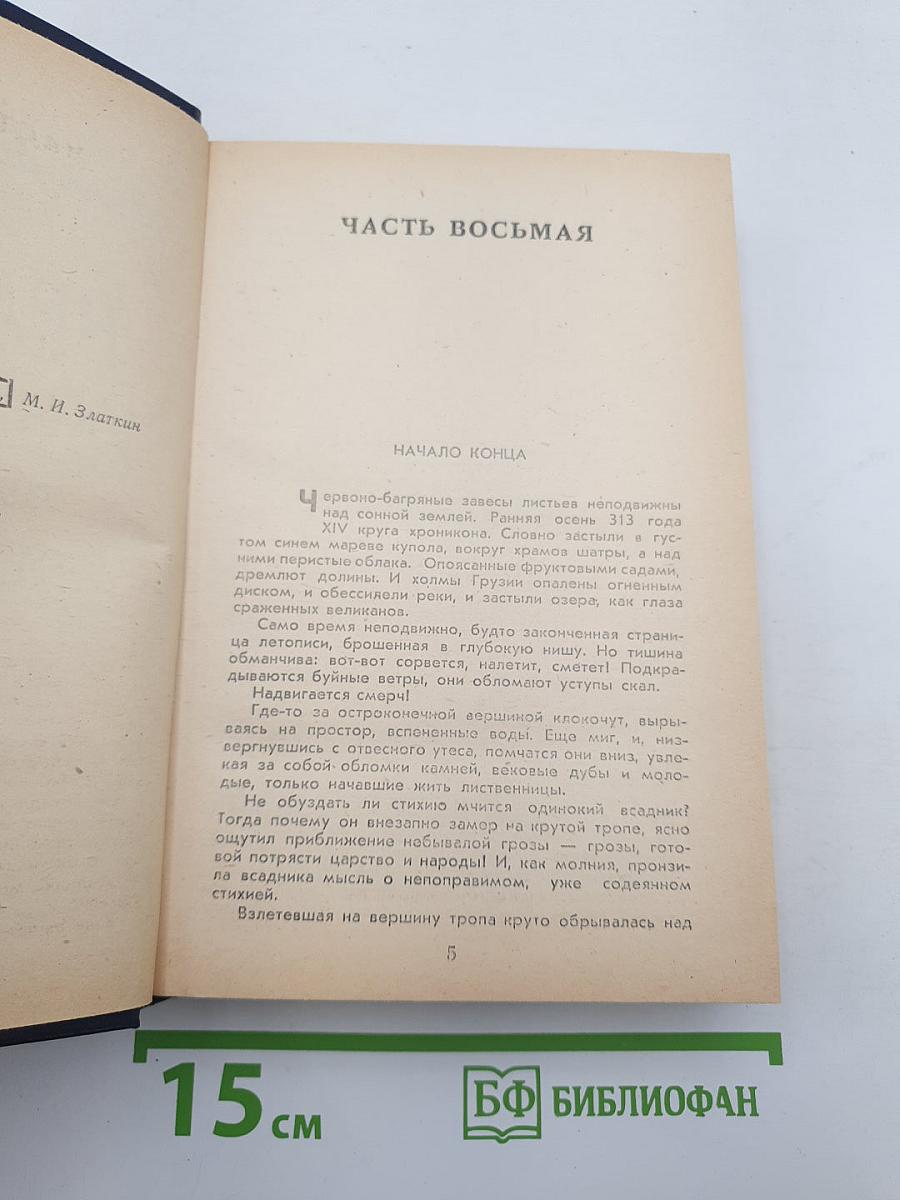 М. И. Златкин
ЧАСТЬ ВОСЬМАЯ
НАЧАЛО КОНЦА
Червоно-багряные завесы листьев неподвижны
над сонной землей. Ранняя осень 313 года
XIV круга хроникона. Словно застыли в гус-
том синем мареве купола, вокруг храмов шатры, а над
ними перистые облака. Опоясанные фруктовыми садами,
дремлют долины. И холмы Грузии опалены огненным
диском, и обессилели реки, и застыли озера, как глаза
сраженных великанов.
Само время неподвижно, будто законченная страни-
ца летописи, брошенная в глубокую нишу. Но тишина
обманчива: вот-вот сорвется, налетит, сметет! Подкра-
дываются буйные ветры, они обломают уступы скал.
Надвигается смерч!
Где-то за остроконечной вершиной клокочут, выры-
ваясь на простор, вспененные воды. Еще миг, и, низ-
вергнувшись с отвесного утеса, помчатся они вниз, увле-
кая за собой обломки камней, вековые дубы и моло-
дые, только начавшие жить лиственницы.
Не обуздать ли стихию мчится одинокий всадник?
Тогда почему он внезапно замер на крутой тропе, ясно
ощутил приближение небывалой грозы — грозы, гото-
вой потрясти царство и народы! И, как молния, пронзи-
ла всадника мысль о непоправимом, уже содеянном
стихией.
Взлетевшая на вершину тропа круто обрывалась над
5
15 см
БФ БИБЛИОФАН